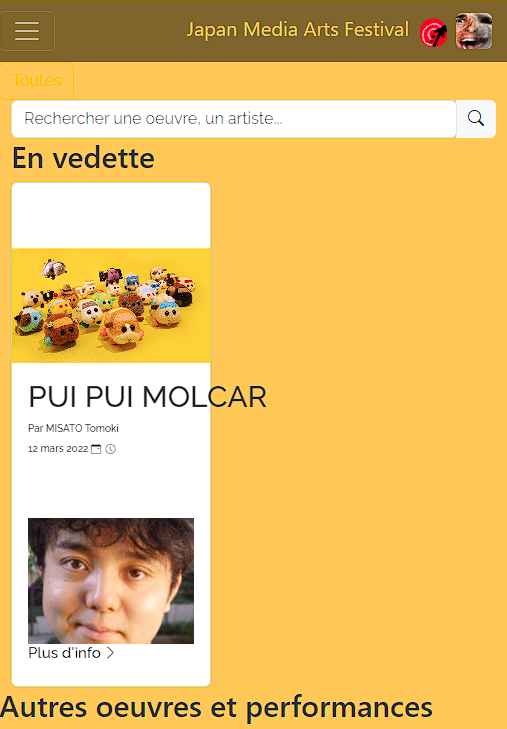 Japan Media Arts Festival
Toutes
Rechercher une oeuvre, un artiste...
En vedette
PUI PUI MOLCAR
Par MISATO Tomoki
12 mars 2022
Plus d'info
Autres oeuvres et performances